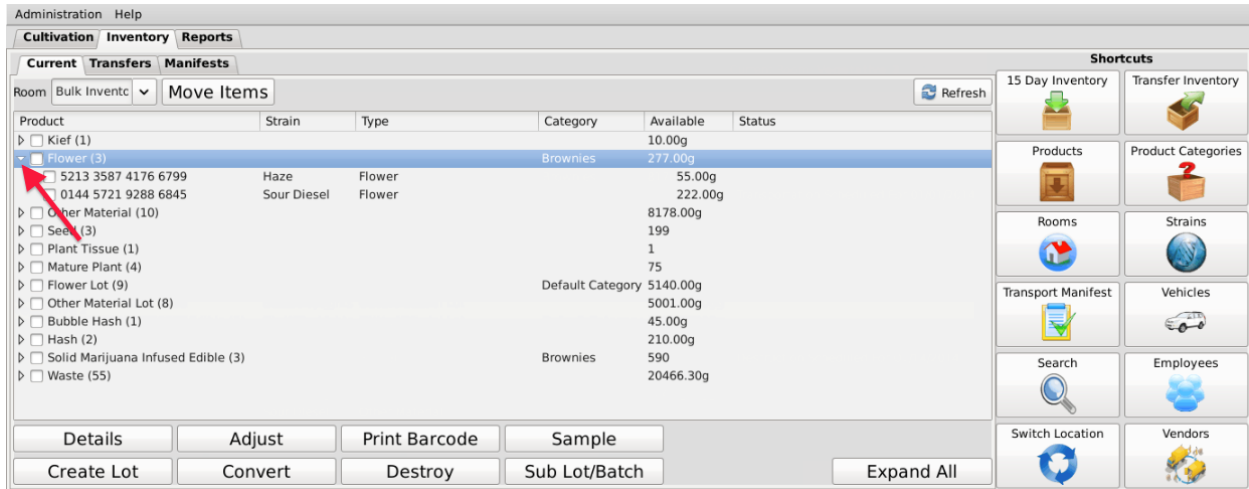 Administration Help
Cultivation Inventory Reports
Current Transfers Manifests
Room Bulk Inventc Move Items Refresh
Product Strain Type Category Available Status
Kief (1) 10.00g
Flower (3) Brownies 277.00g
5213 3587 4176 6799 Haze Flower 55.00g
0144 5721 9288 6845 Sour Diesel Flower 222.00g
Other Material (10) 8178.00g
Seed (3) 199
Plant Tissue (1) 1
Mature Plant (4) 75
Flower Lot (9) Default Category 5140.00g
Other Material Lot (8) 5001.00g
Bubble Hash (1) 45.00g
Hash (2) 210.00g
Solid Marijuana Infused Edible (3) Brownies 590
Waste (55) 20466.30g
Details Adjust Print Barcode Sample
Create Lot Convert Destroy Sub Lot/Batch Expand All
Shortcuts
15 Day Inventory Transfer Inventory
Products Product Categories
Rooms Strains
Transport Manifest Vehicles
Search Employees
Switch Location Vendors